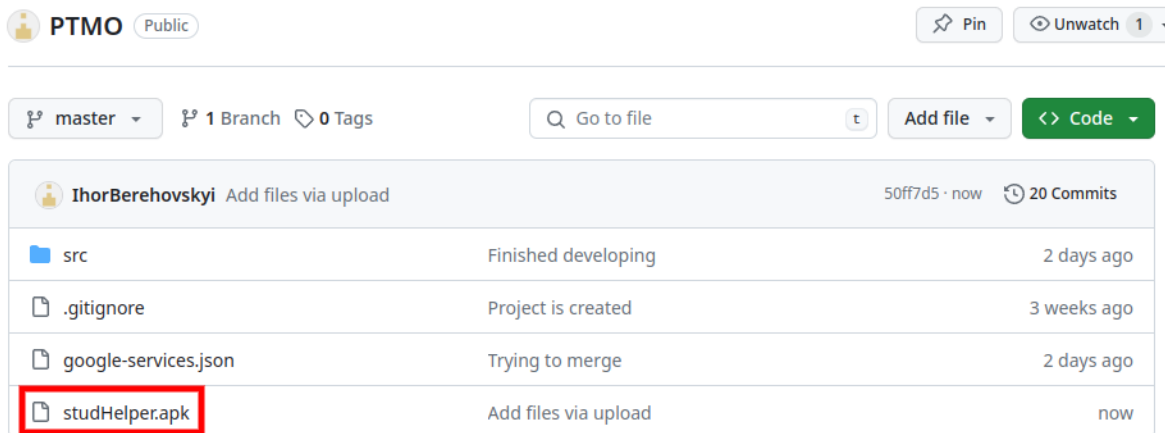 PTMO Public Pin Unwatch 1
master 1 Branch 0 Tags Go to file t Add file <> Code
IhorBerehovskyi Add files via upload 50ff7d5 · now 20 Commits
src Finished developing 2 days ago
.gitignore Project is created 3 weeks ago
google-services.json Trying to merge 2 days ago
studHelper.apk Add files via upload now